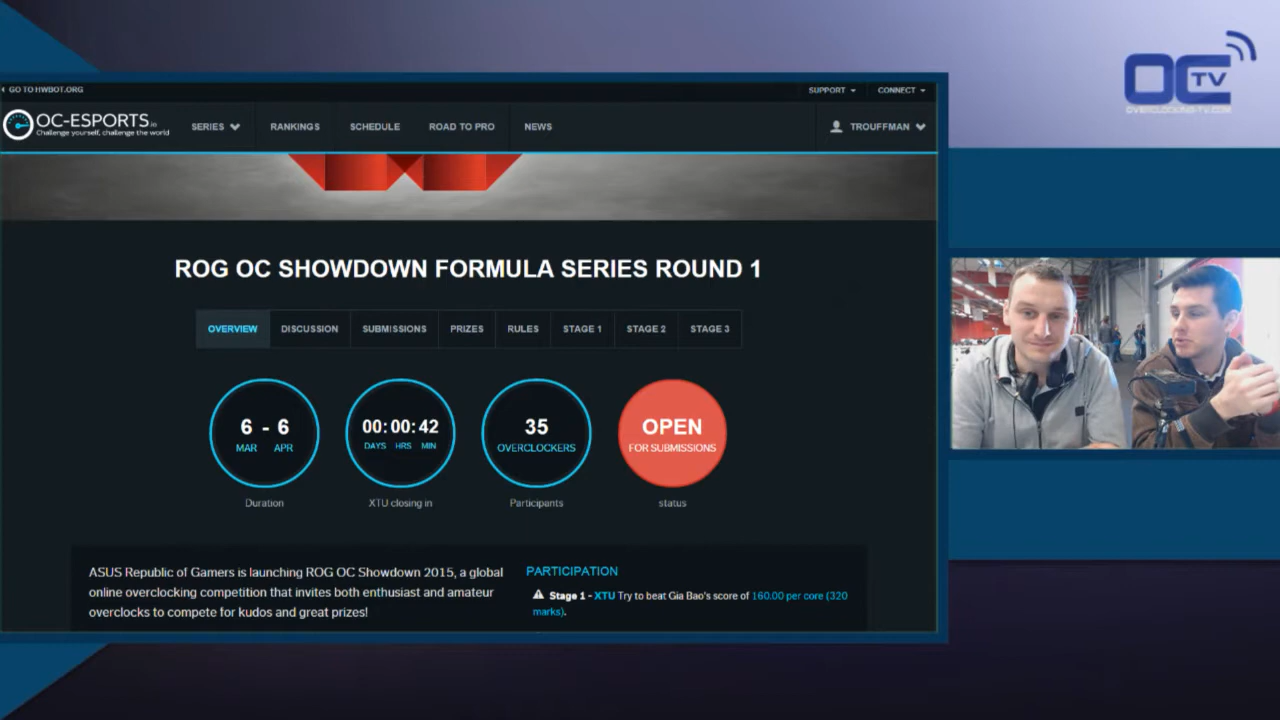 OC TV
OVERCLOCKING-TV.COM
GO TO HWBOT.ORG
SUPPORT
CONNECT
OC-ESPORTS.io
Challenge yourself, challenge the world
SERIES
RANKINGS
SCHEDULE
ROAD TO PRO
NEWS
TROUFFMAN
ROG OC SHOWDOWN FORMULA SERIES ROUND 1
OVERVIEW
DISCUSSION
SUBMISSIONS
PRIZES
RULES
STAGE 1
STAGE 2
STAGE 3
6 - 6
MAR APR
Duration
00:00:42
DAYS HRS MIN
XTU closing in
35
OVERCLOCKERS
Participants
OPEN
FOR SUBMISSIONS
status
ASUS Republic of Gamers is launching ROG OC Showdown 2015, a global
online overclocking competition that invites both enthusiast and amateur
overclocks to compete for kudos and great prizes!
PARTICIPATION
Stage 1 - XTU Try to beat Gia Bao's score of 160.00 per core (320
marks).